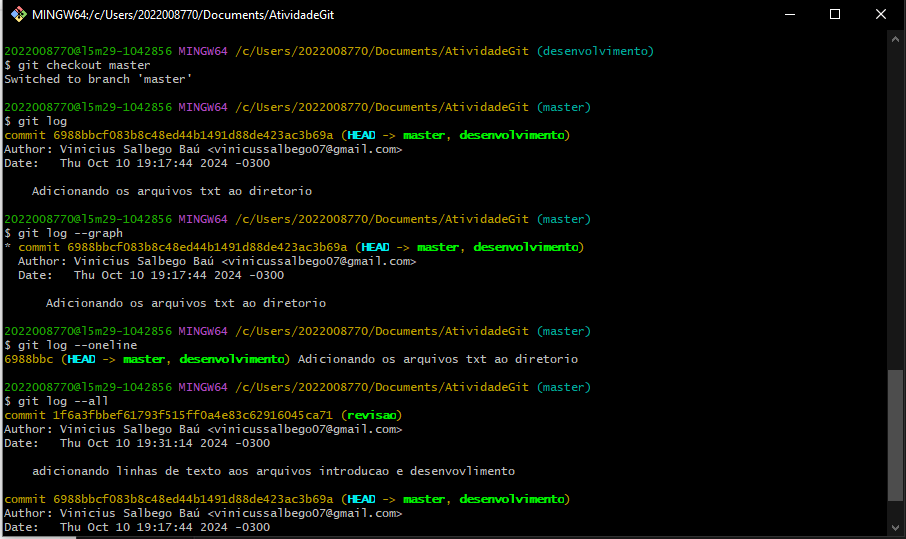 MINGW64:/c/Users/2022008770/Documents/AtividadeGit
2022008770@l5m29-1042856 MINGW64 /c/Users/2022008770/Documents/AtividadeGit (desenvolvimento)
$ git checkout master
Switched to branch 'master'
2022008770@l5m29-1042856 MINGW64 /c/Users/2022008770/Documents/AtividadeGit (master)
$ git log
commit 6988bbcf083b8c48ed44b1491d88de423ac3b69a (HEAD -> master, desenvolvimento)
Author: Vinicius Salbego Baú <vinicussalbego07@gmail.com>
Date:   Thu Oct 10 19:17:44 2024 -0300
Adicionando os arquivos txt ao diretorio
2022008770@l5m29-1042856 MINGW64 /c/Users/2022008770/Documents/AtividadeGit (master)
$ git log --graph
* commit 6988bbcf083b8c48ed44b1491d88de423ac3b69a (HEAD -> master, desenvolvimento)
Author: Vinicius Salbego Baú <vinicussalbego07@gmail.com>
Date:   Thu Oct 10 19:17:44 2024 -0300
Adicionando os arquivos txt ao diretorio
2022008770@l5m29-1042856 MINGW64 /c/Users/2022008770/Documents/AtividadeGit (master)
$ git log --oneline
6988bbc (HEAD -> master, desenvolvimento) Adicionando os arquivos txt ao diretorio
2022008770@l5m29-1042856 MINGW64 /c/Users/2022008770/Documents/AtividadeGit (master)
$ git log --all
commit 1f6a3fbbef61793f515ff0a4e83c62916045ca71 (revisao)
Author: Vinicius Salbego Baú <vinicussalbego07@gmail.com>
Date:   Thu Oct 10 19:31:14 2024 -0300
adicionando linhas de texto aos arquivos introducao e desenvovlimento
commit 6988bbcf083b8c48ed44b1491d88de423ac3b69a (HEAD -> master, desenvolvimento)
Author: Vinicius Salbego Baú <vinicussalbego07@gmail.com>
Date:   Thu Oct 10 19:17:44 2024 -0300